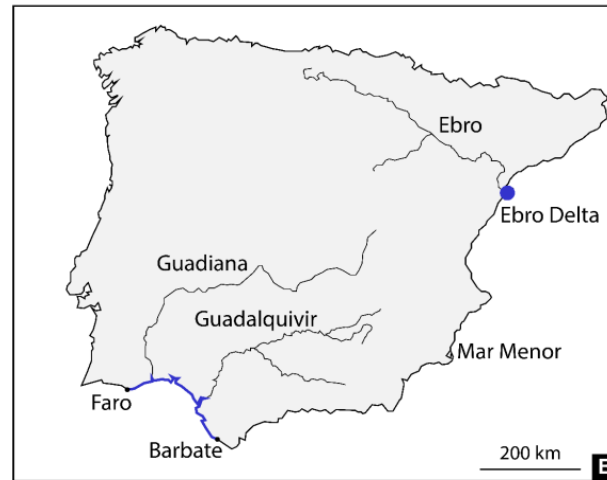 Ebro
Ebro Delta
Guadiana
Guadalquivir
Mar Menor
Faro
Barbate
200 km
E